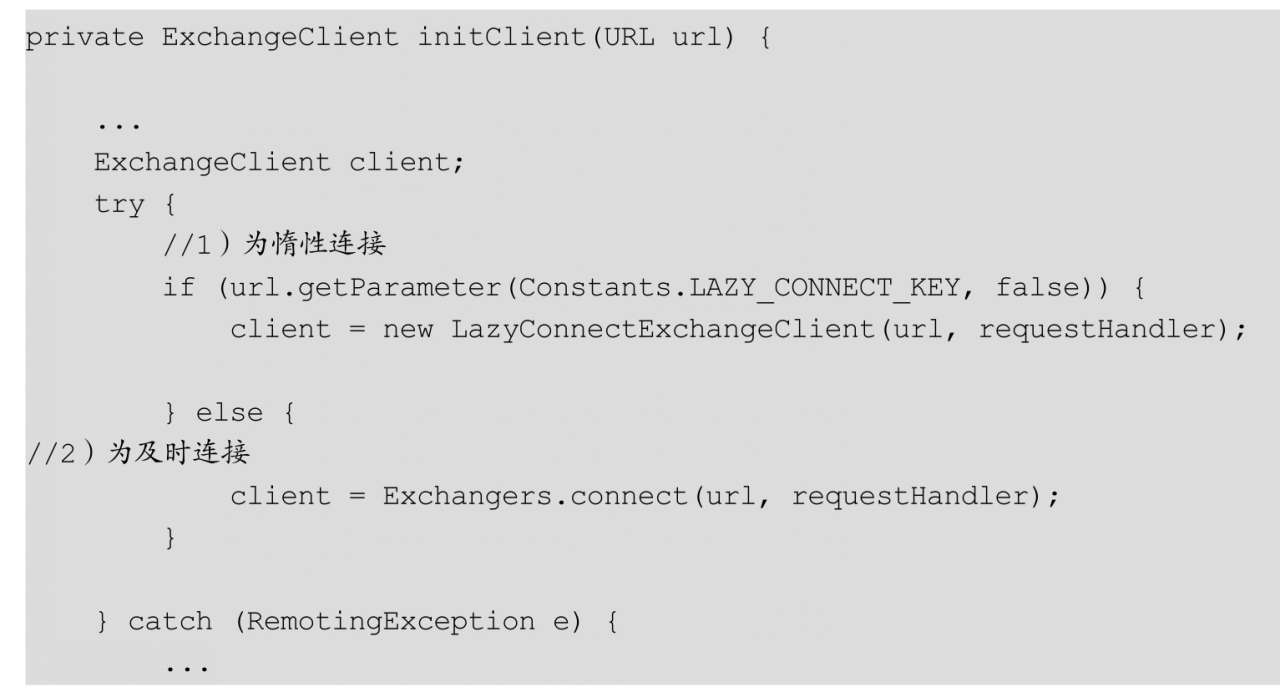 private ExchangeClient initClient(URL url) {
...
ExchangeClient client;
try {
//1）为惰性连接
if (url.getParameter(Constants.LAZY_CONNECT_KEY, false)) {
client = new LazyConnectExchangeClient(url, requestHandler);
} else {
//2）为及时连接
client = Exchangers.connect(url, requestHandler);
}
} catch (RemotingException e) {
...